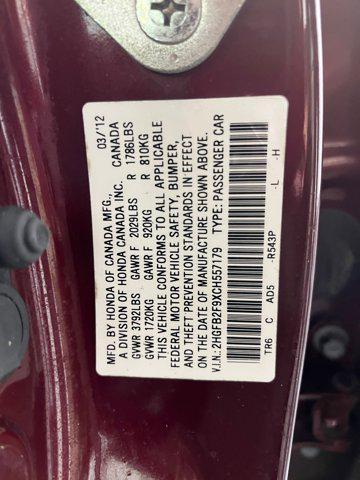 MFD. BY HONDA OF CANADA MFG., 03/'12
A DIVISION OF HONDA CANADA INC. CANADA
GVWR 3792LBS GAWR F 2023LBS R 1786LBS
GVWR 1720KG GAWR F 920KG R 810KG
THIS VEHICLE CONFORMS TO ALL APPLICABLE
FEDERAL MOTOR VEHICLE SAFETY, BUMPER,
AND THEFT PREVENTION STANDARDS IN EFFECT
ON THE DATE OF MANUFACTURE SHOWN ABOVE.
V.I.N.: 2HGFB2F9XCH557179 TYPE: PASSENGER CAR
TR6 C AD5 -R543P -L -H